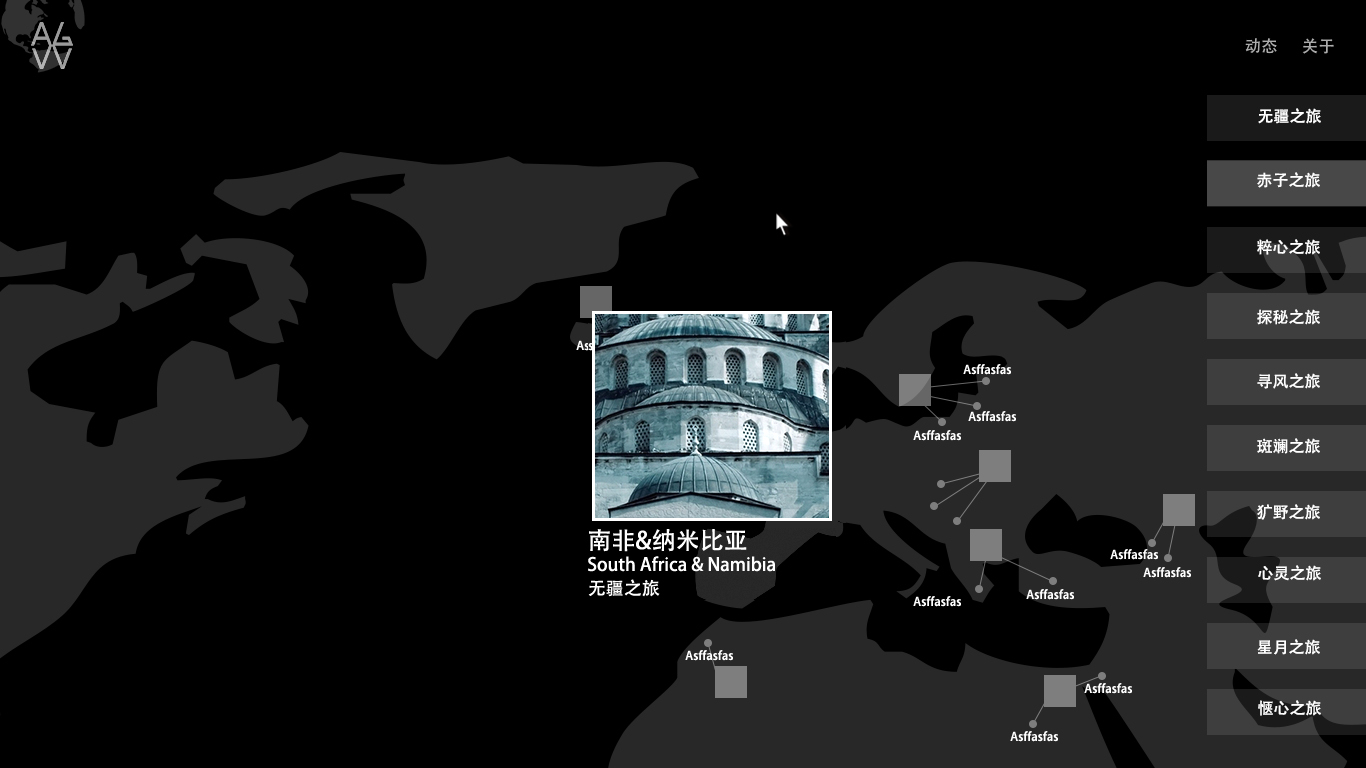 AGW
动态 关于
无疆之旅
赤子之旅
粹心之旅
探秘之旅
寻风之旅
斑斓之旅
犷野之旅
心灵之旅
星月之旅
惬心之旅
Ass
Asffasfas
Asffasfas
Asffasfas
南非&纳米比亚
South Africa & Namibia
无疆之旅
Asffasfas
Asffasfas
Asffasfas
Asffasfas
Asffasfas
Asffasfas
Asffasfas